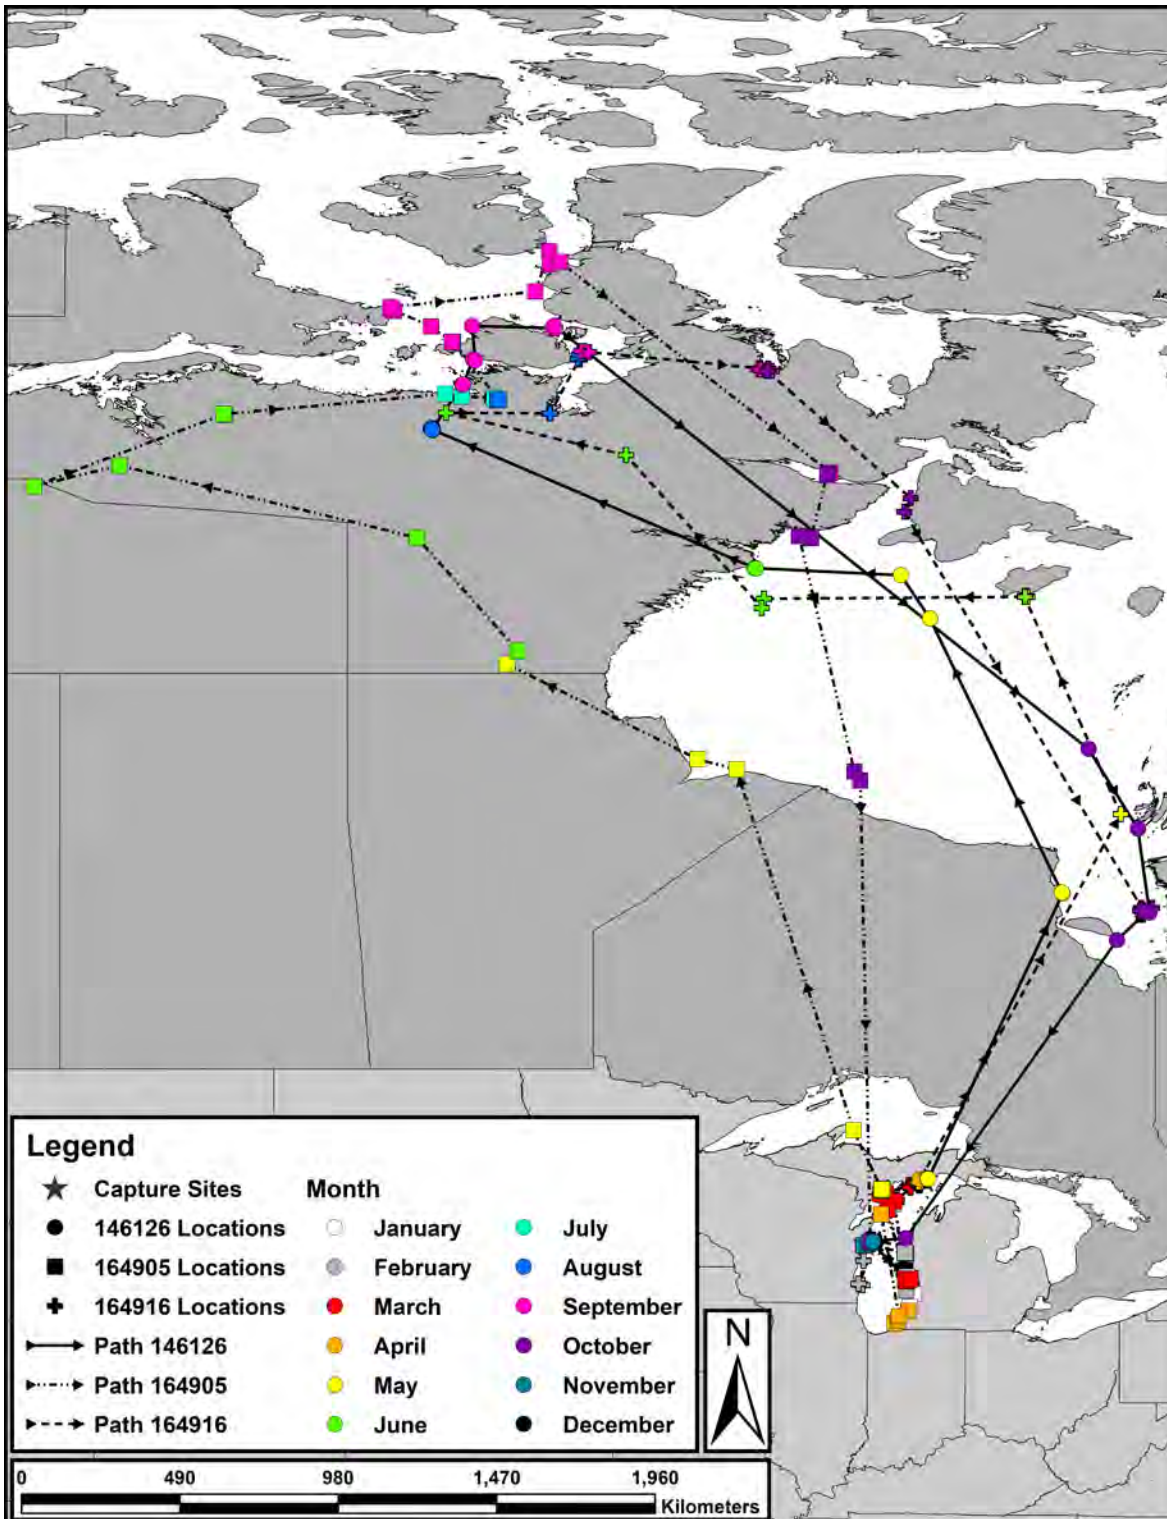 Legend
Capture Sites
Month
146126 Locations
January
July
164905 Locations
February
August
164916 Locations
March
September
Path 146126
April
October
Path 164905
May
November
Path 164916
June
December
N
0 490 980 1,470 1,960
Kilometers